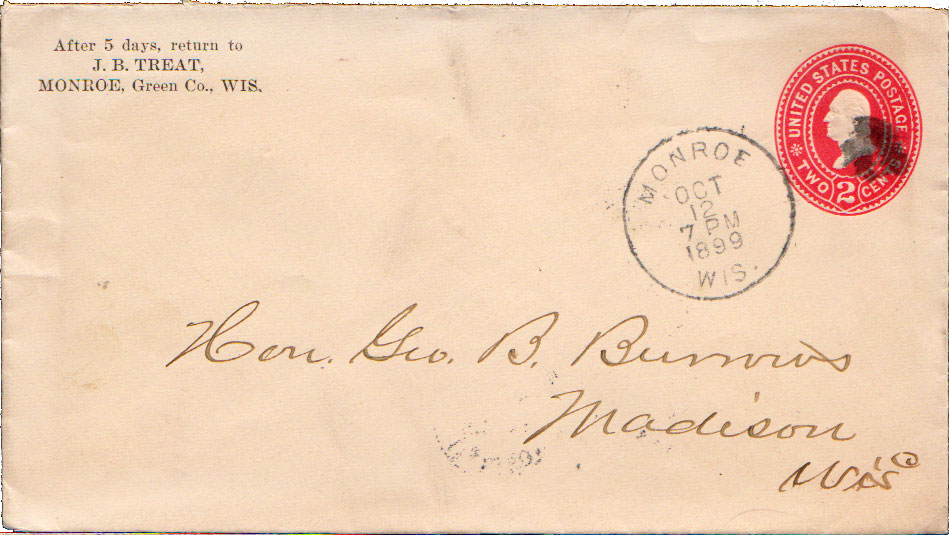 After 5 days, return to
J. B. TREAT,
MONROE, Green Co., WIS.
UNITED STATES POSTAGE
TWO 2 CENTS
MONROE
OCT
12
7 PM
1899
WIS.
Hon. Geo. B. Burrows
Madison
Wis